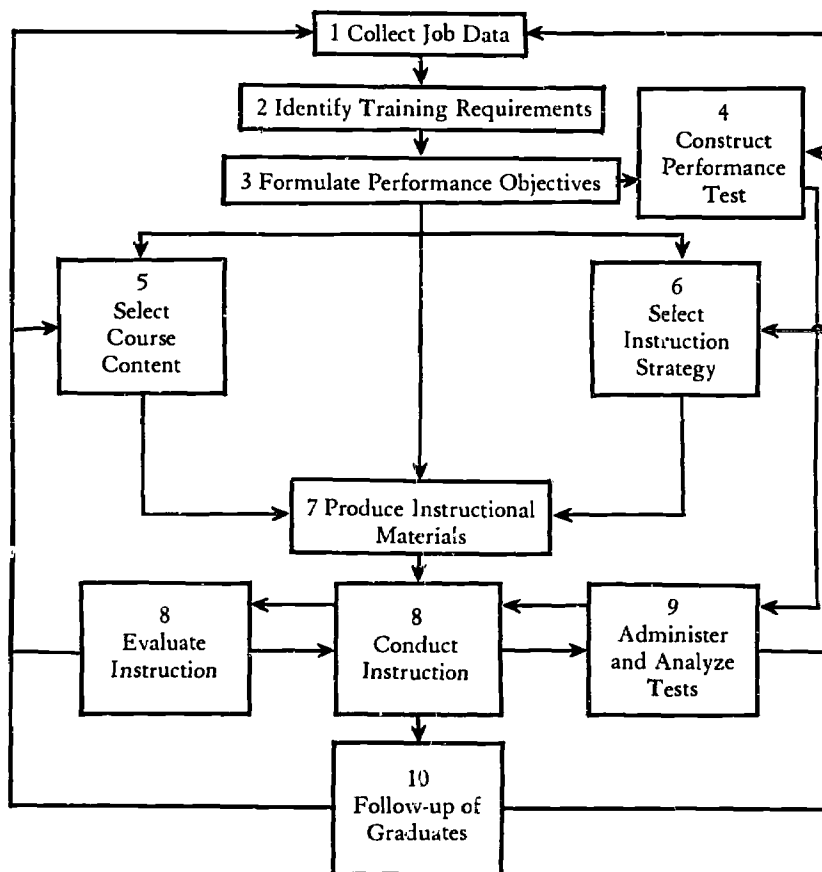 1 Collect Job Data
2 Identify Training Requirements
3 Formulate Performance Objectives
4
Construct
Performance
Test
5
Select
Course
Content
6
Select
Instruction
Strategy
7 Produce Instructional
Materials
8
Evaluate
Instruction
8
Conduct
Instruction
9
Administer
and Analyze
Tests
10
Follow-up of
Graduates